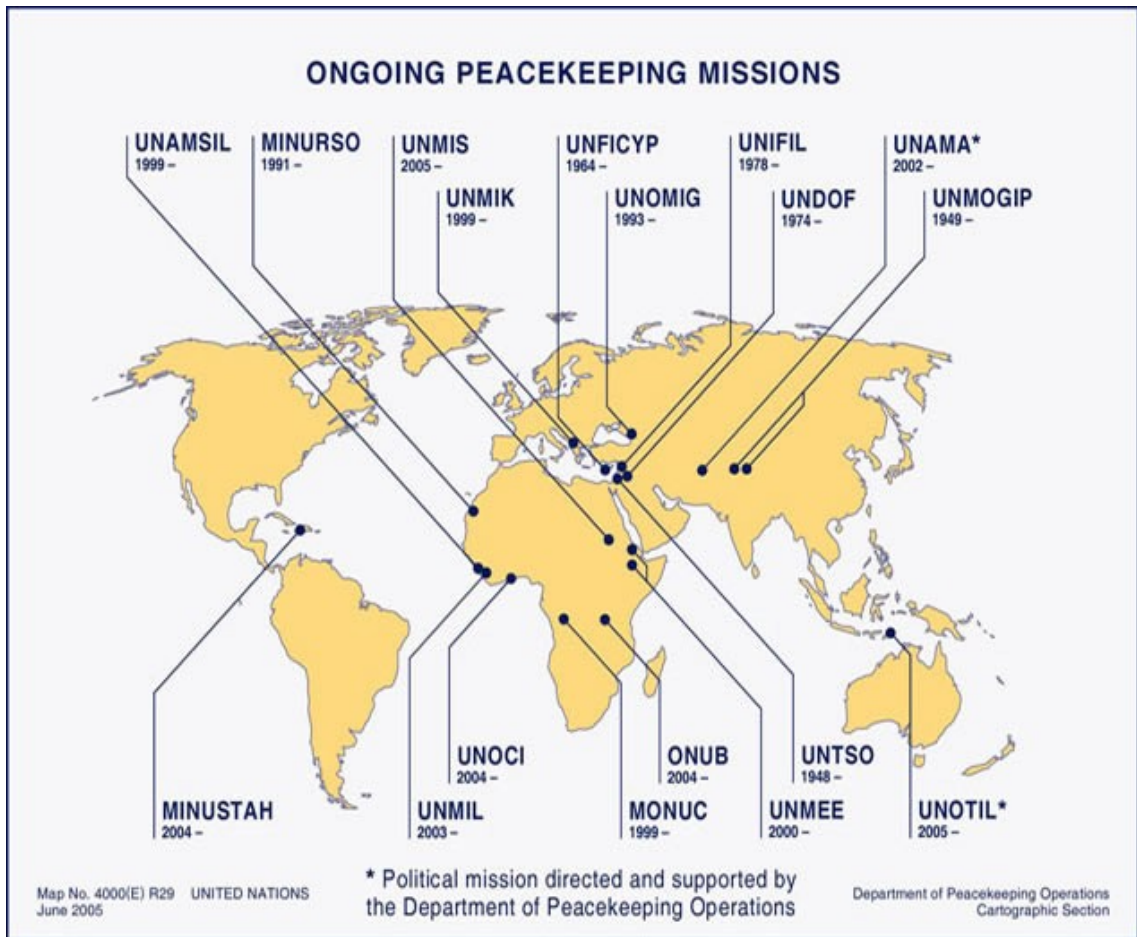 ONGOING PEACEKEEPING MISSIONS
UNAMSIL
1999 –
MINURSO
1991 –
UNMIS
2005 –
UNFICYP
1964 –
UNIFIL
1978 –
UNAMA*
2002 –
UNMIK
1999 –
UNOMIG
1993 –
UNDOF
1974 –
UNMOGIP
1949 –
UNOCI
2004 –
ONUB
2004 –
UNTSO
1948 –
MINUSTAH
2004 –
UNMIL
2003 –
MONUC
1999 –
UNMEE
2000 –
UNOTIL*
2005 –
* Political mission directed and supported by
the Department of Peacekeeping Operations
Map No. 4000(E) R29 UNITED NATIONS
June 2005
Department of Peacekeeping Operations
Cartographic Section